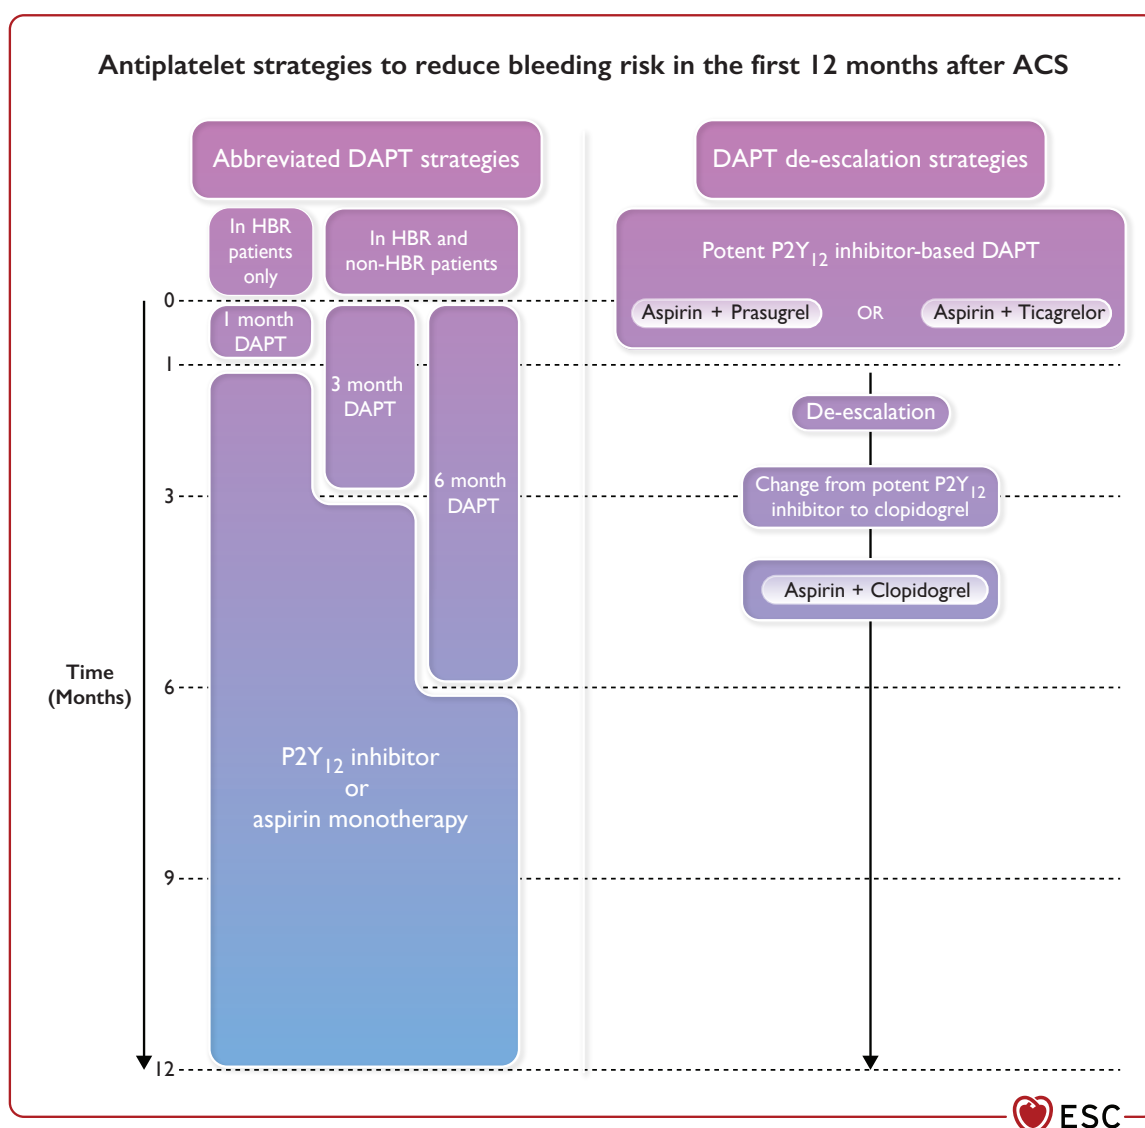 Antiplatelet strategies to reduce bleeding risk in the first 12 months after ACS
Abbreviated DAPT strategies
DAPT de-escalation strategies
In HBR
patients
only
In HBR and
non-HBR patients
Potent P2Y12 inhibitor-based DAPT
Aspirin + Prasugrel
OR
Aspirin + Ticagrelor
0
1 month
DAPT
1
3 month
DAPT
De-escalation
6 month
DAPT
3
Change from potent P2Y12
inhibitor to clopidogrel
Aspirin + Clopidogrel
Time
(Months)
6
P2Y12 inhibitor
or
aspirin monotherapy
9
12
ESC